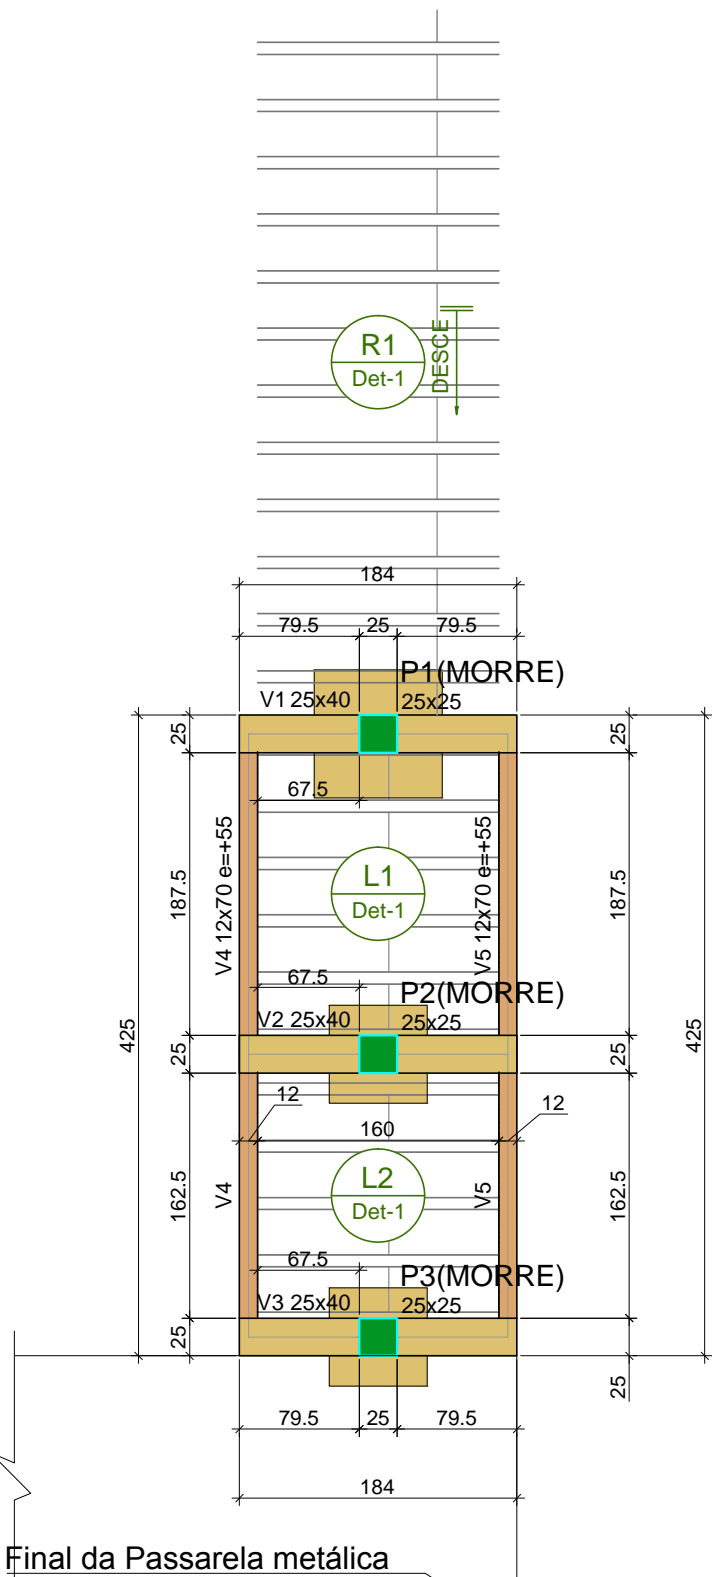 R1
Det-1
DESCE
184
79.5 25 79.5
P1(MORRE)
V1 25x40 25x25
25 25
67.5
V4 12x70 e=+55
V5 12x70 e=+55
187.5 187.5
L1
Det-1
67.5
P2(MORRE)
V2 25x40 25x25
425 25 25 425
12 12
160
L2
Det-1
162.5 V4 V5 162.5
67.5
P3(MORRE)
V3 25x40 25x25
25
25
79.5 25 79.5
184
Final da Passarela metálica